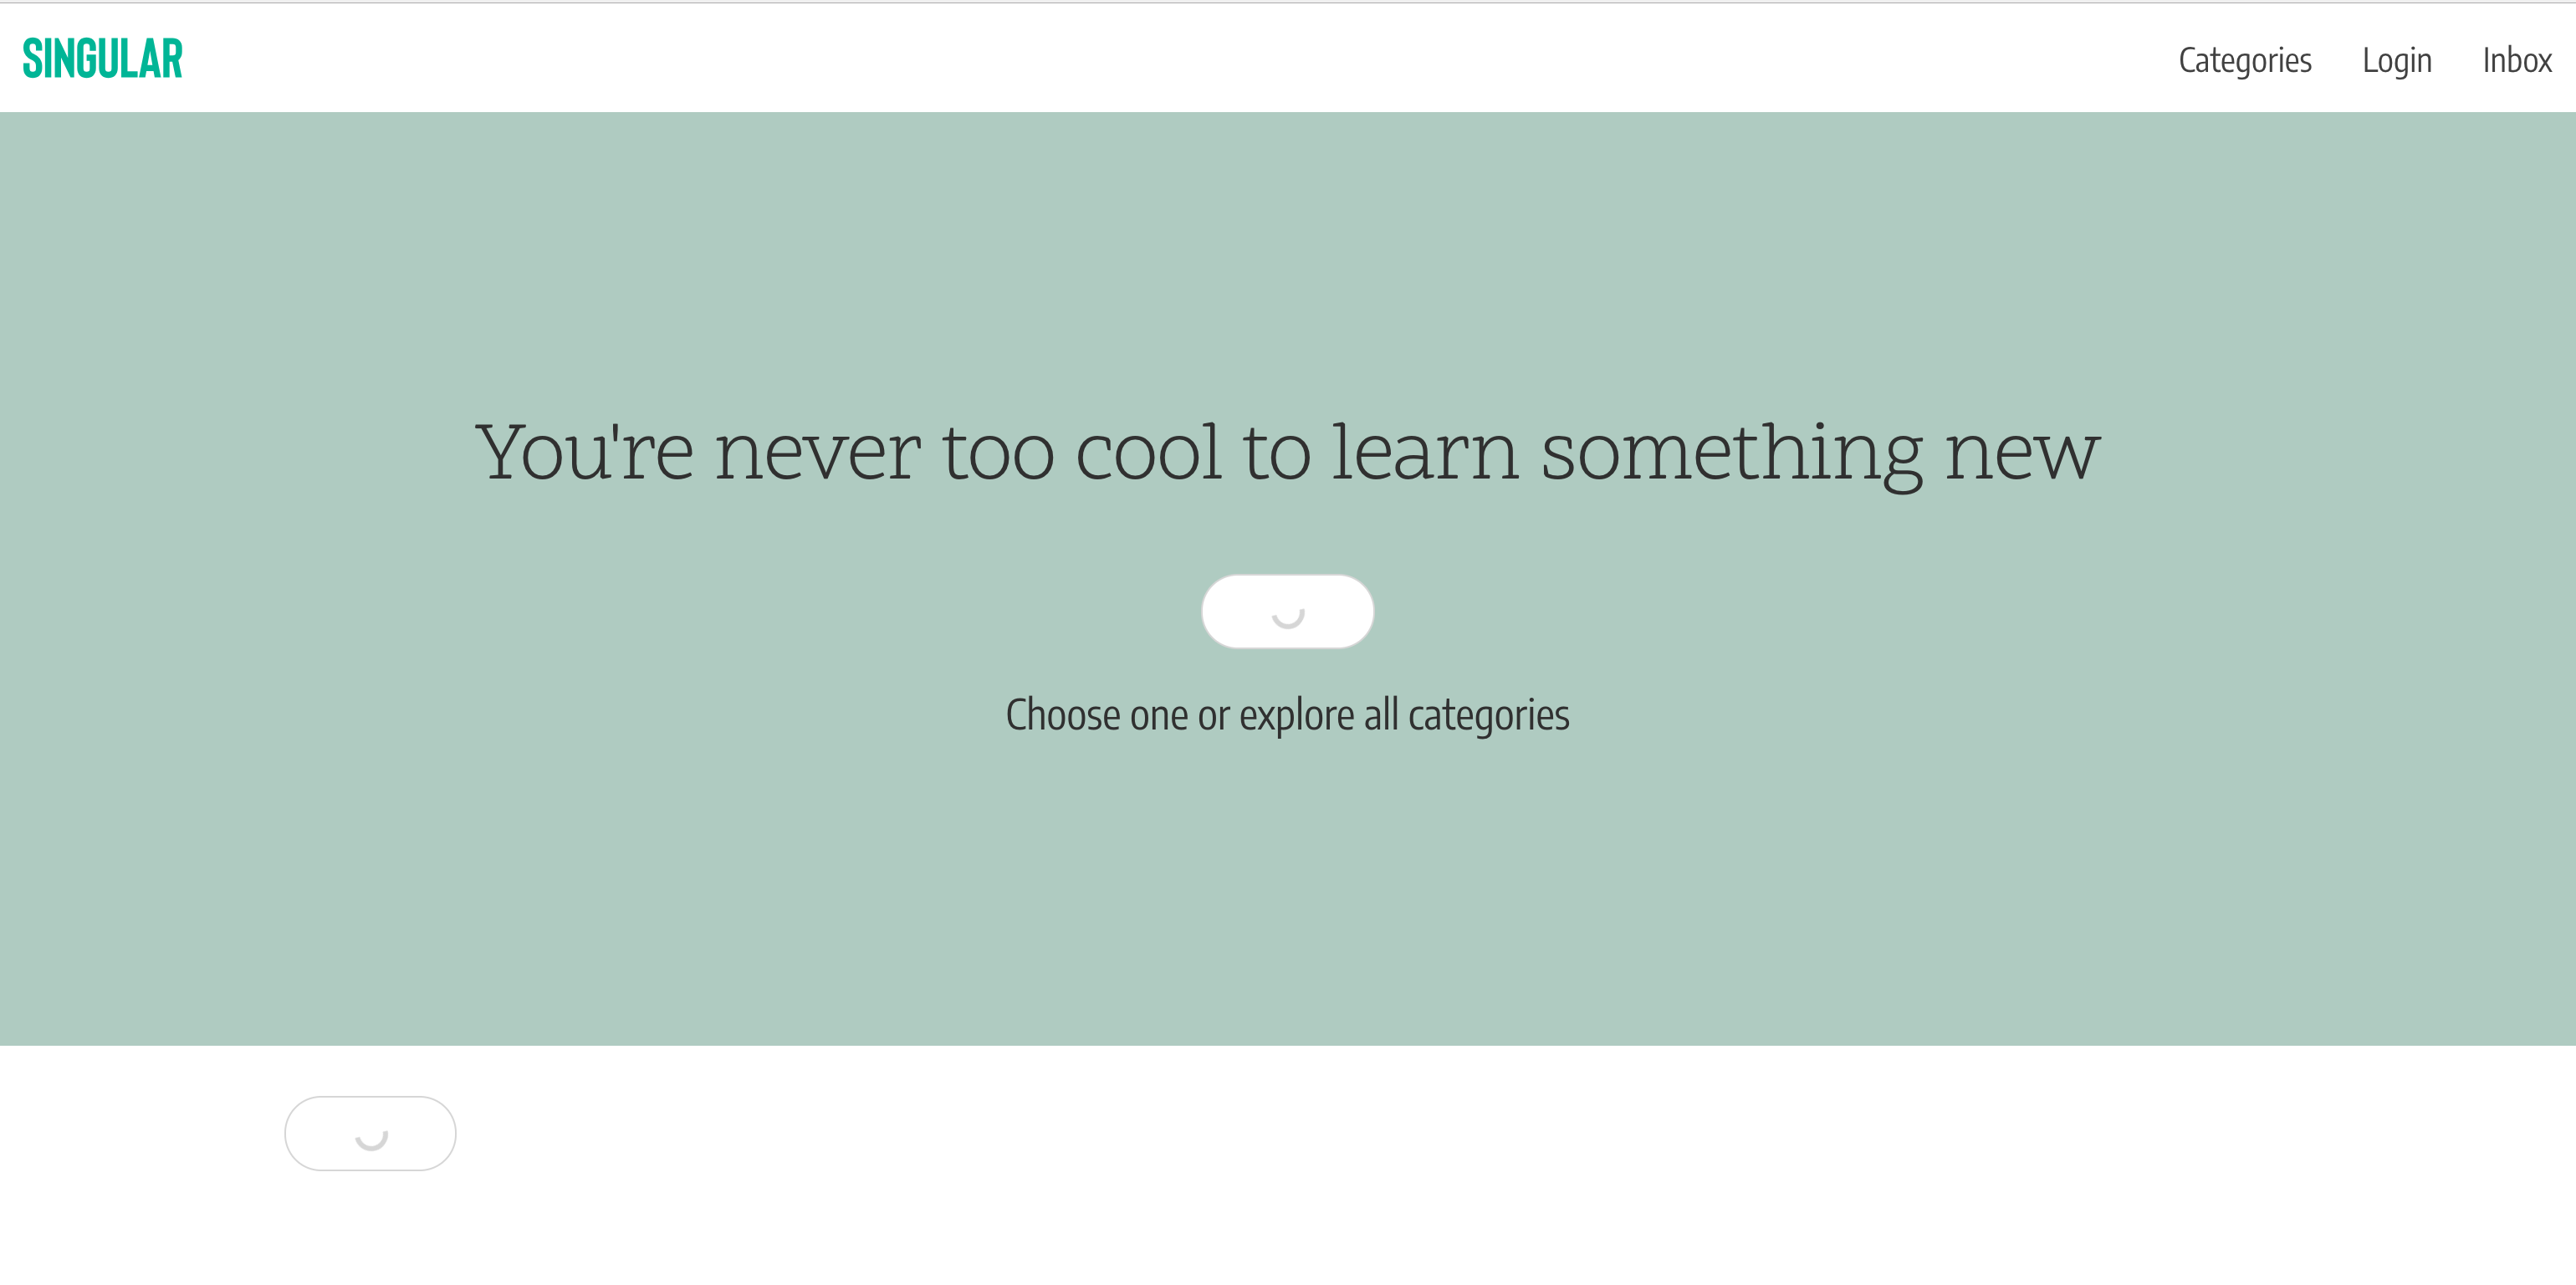 SINGULAR
Categories Login Inbox
You're never too cool to learn something new
Choose one or explore all categories